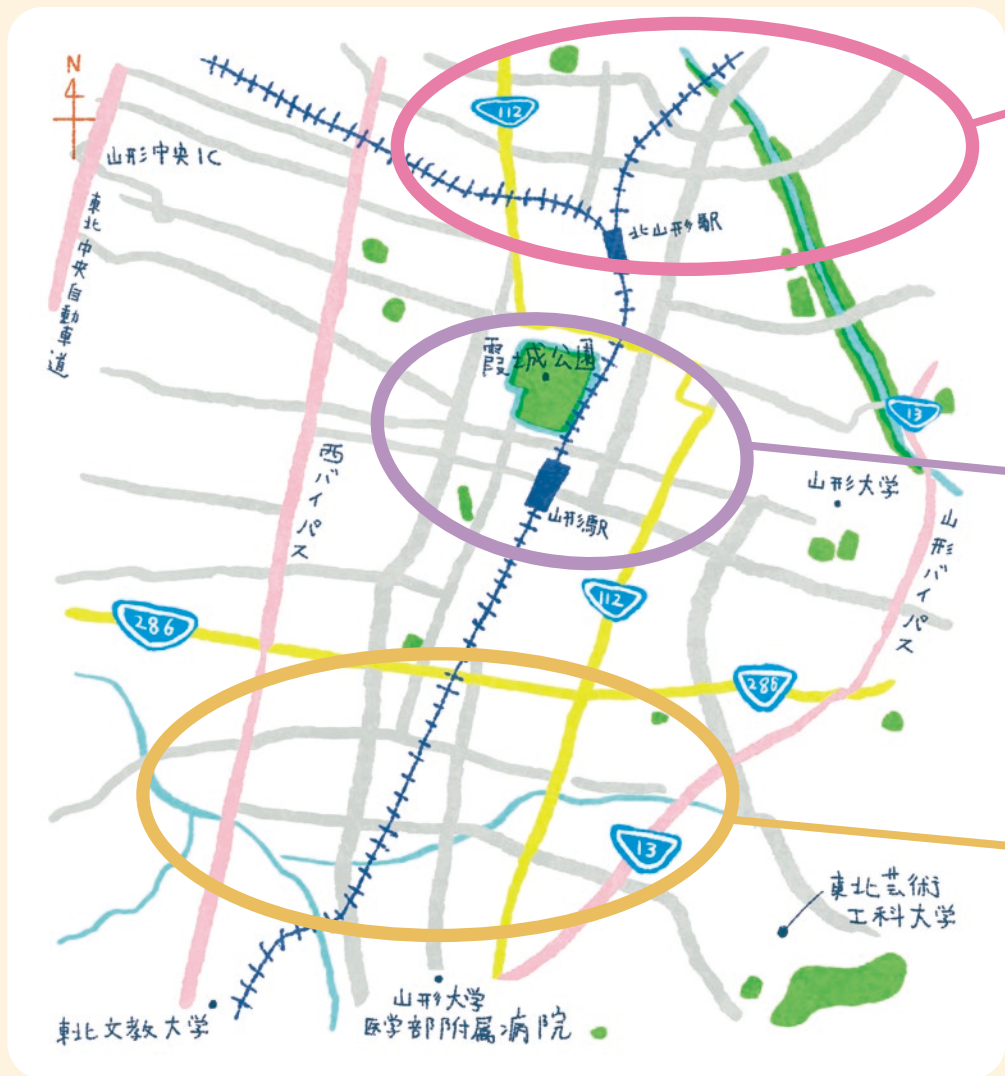 N
112
山形中央IC
東北中央自動車道
北山形駅
霞城公園
13
西バイパス
山形大学
山形駅
山形バイパス
112
286
286
13
東北芸術
工科大学
山形大学
医学部附属病院
東北文教大学